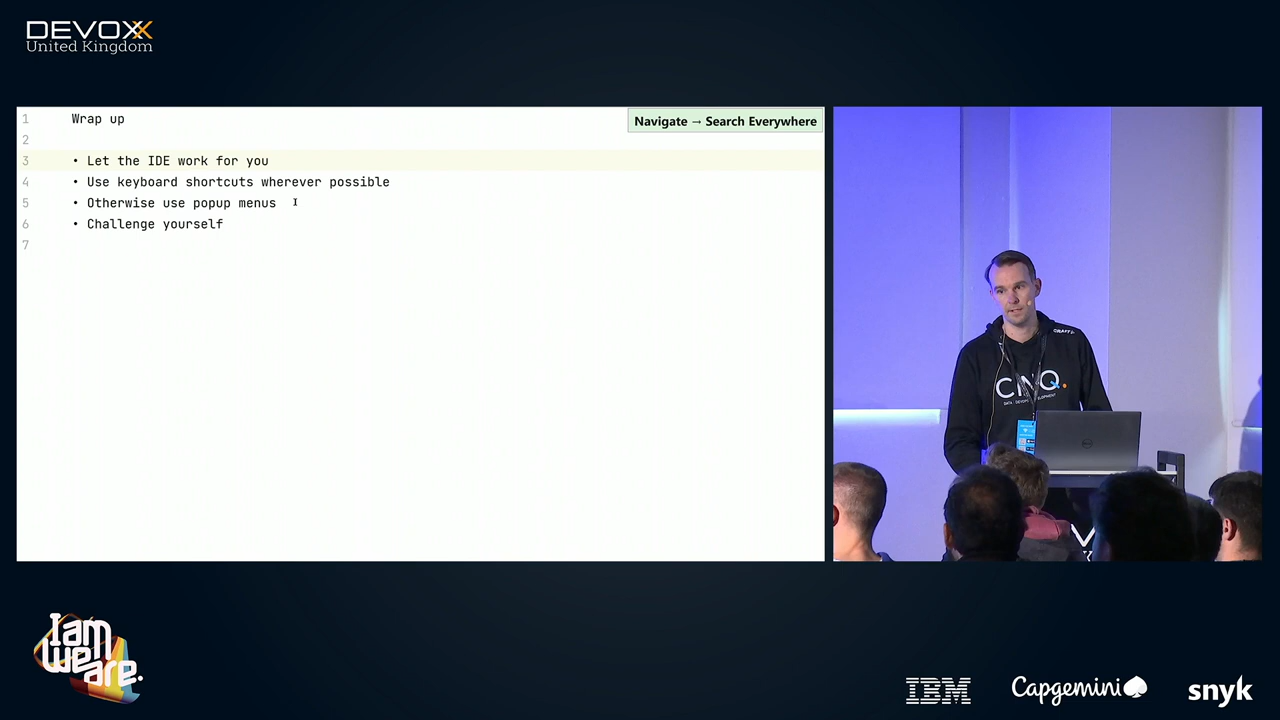 DEVOXX
United Kingdom
1 Wrap up
Navigate → Search Everywhere
2
3 • Let the IDE work for you
4 • Use keyboard shortcuts wherever possible
5 • Otherwise use popup menus
6 • Challenge yourself
7
CINQ.
I am
we
are.
IBM
Capgemini
snyk